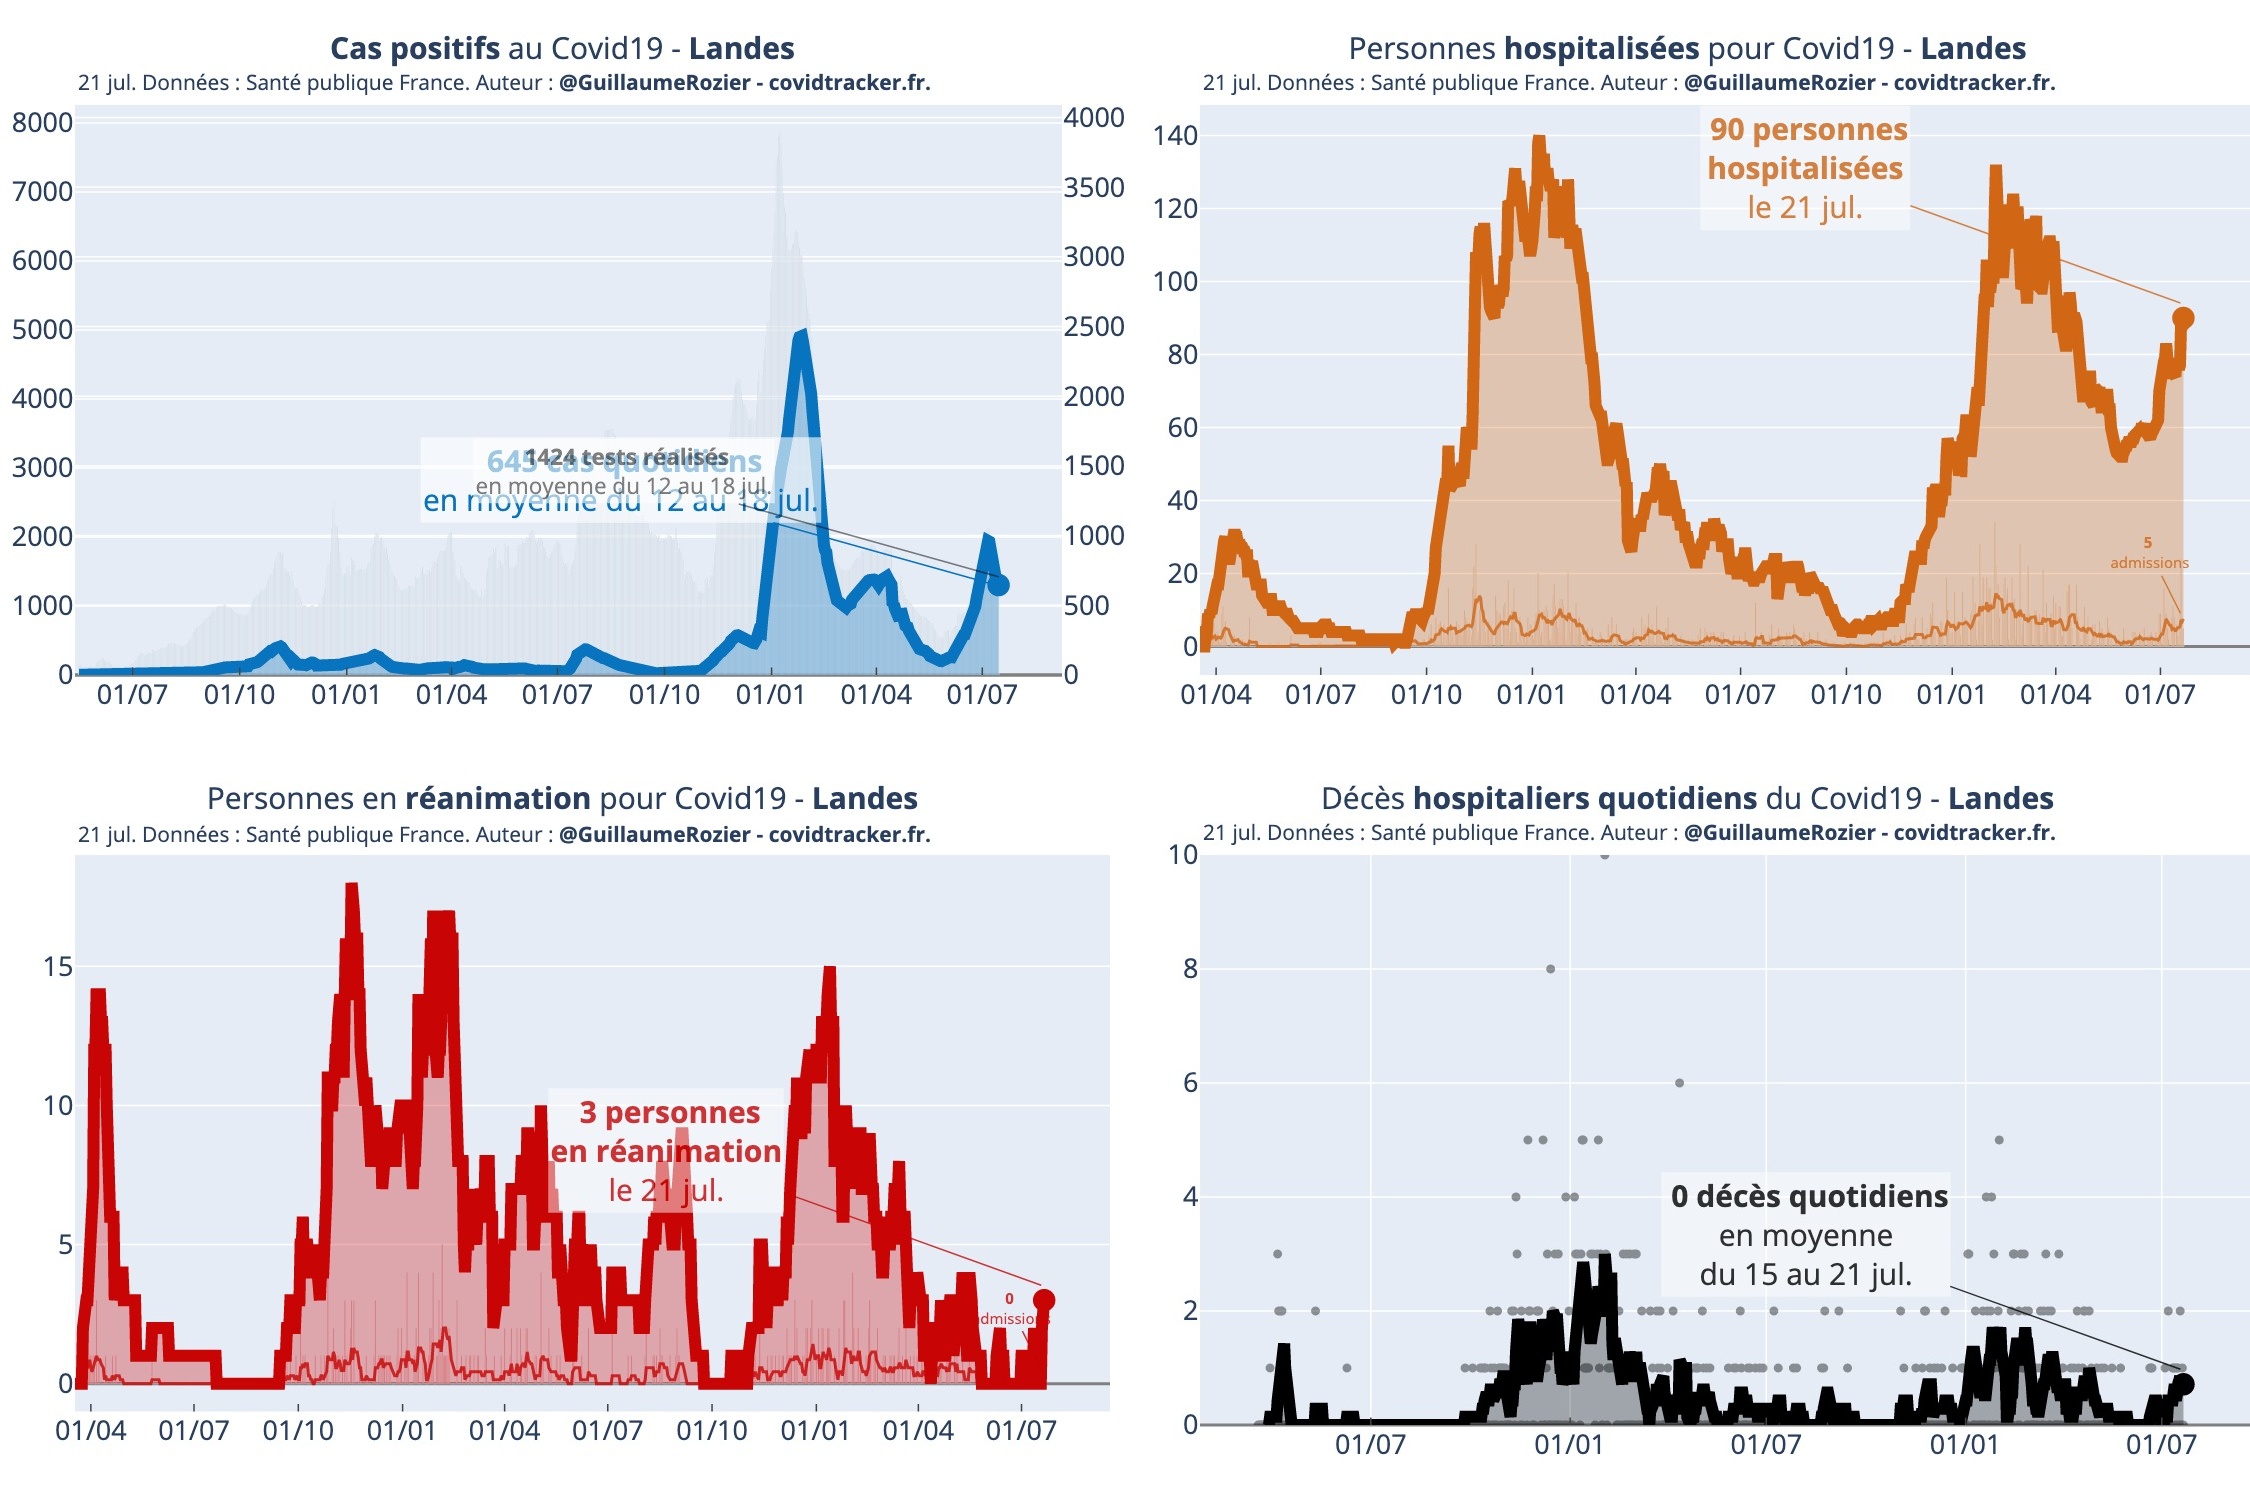 Cas positifs au Covid19 - Landes
21 jul. Données : Santé publique France. Auteur : @GuillaumeRozier - covidtracker.fr.
8000
7000
6000
5000
4000
3000
2000
1000
0
4000
3500
3000
2500
2000
1500
1000
500
0
645 cas quotidiens
en moyenne du 12 au 18 jul.
1424 tests réalisés
en moyenne du 12 au 18 jul.
01/07 01/10 01/01 01/04 01/07 01/10 01/01 01/04 01/07
Personnes hospitalisées pour Covid19 - Landes
21 jul. Données : Santé publique France. Auteur : @GuillaumeRozier - covidtracker.fr.
140
120
100
80
60
40
20
0
90 personnes
hospitalisées
le 21 jul.
5
admissions
01/04 01/07 01/10 01/01 01/04 01/07 01/10 01/01 01/04 01/07
Personnes en réanimation pour Covid19 - Landes
21 jul. Données : Santé publique France. Auteur : @GuillaumeRozier - covidtracker.fr.
15
10
5
0
3 personnes
en réanimation
le 21 jul.
0
admissions
01/04 01/07 01/10 01/01 01/04 01/07 01/10 01/01 01/04 01/07
Décès hospitaliers quotidiens du Covid19 - Landes
21 jul. Données : Santé publique France. Auteur : @GuillaumeRozier - covidtracker.fr.
10
8
6
4
2
0
0 décès quotidiens
en moyenne
du 15 au 21 jul.
01/07 01/01 01/07 01/01 01/07